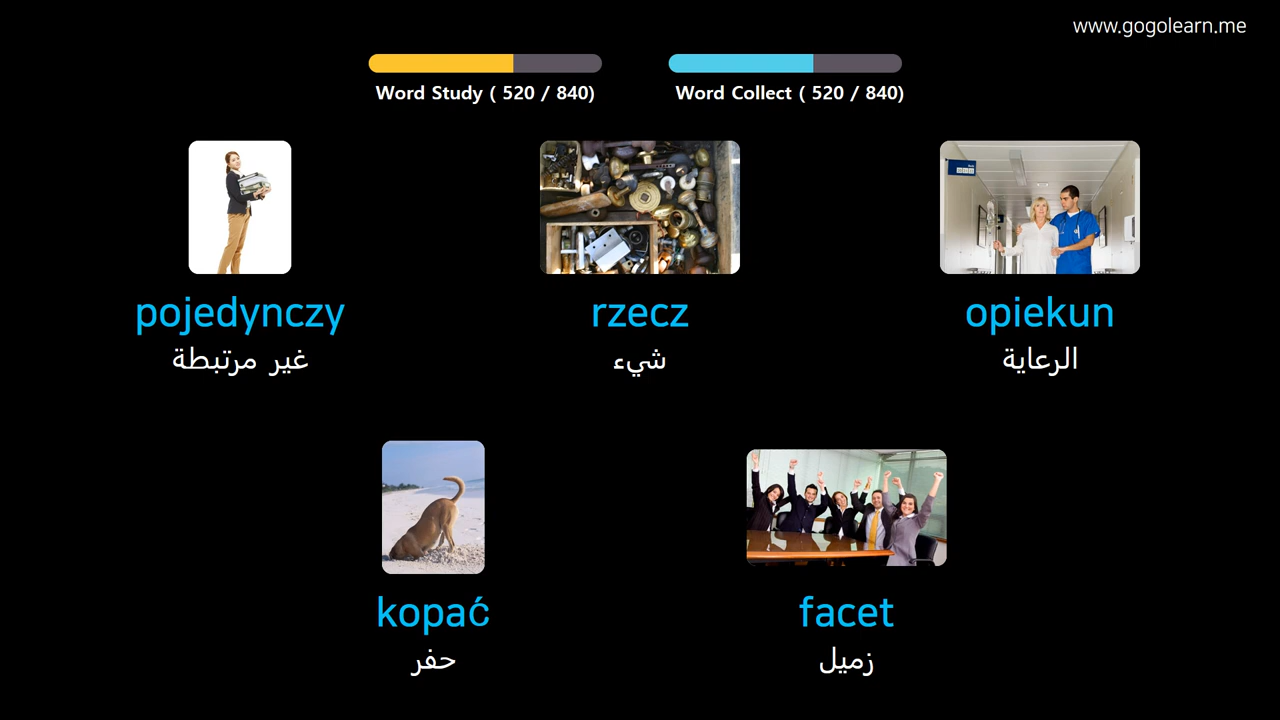 www.gogolearn.me
Word Study ( 520 / 840)
Word Collect ( 520 / 840)
pojedynczy
غير مرتبطة
rzecz
شيء
opiekun
الرعاية
kopać
حفر
facet
زميل